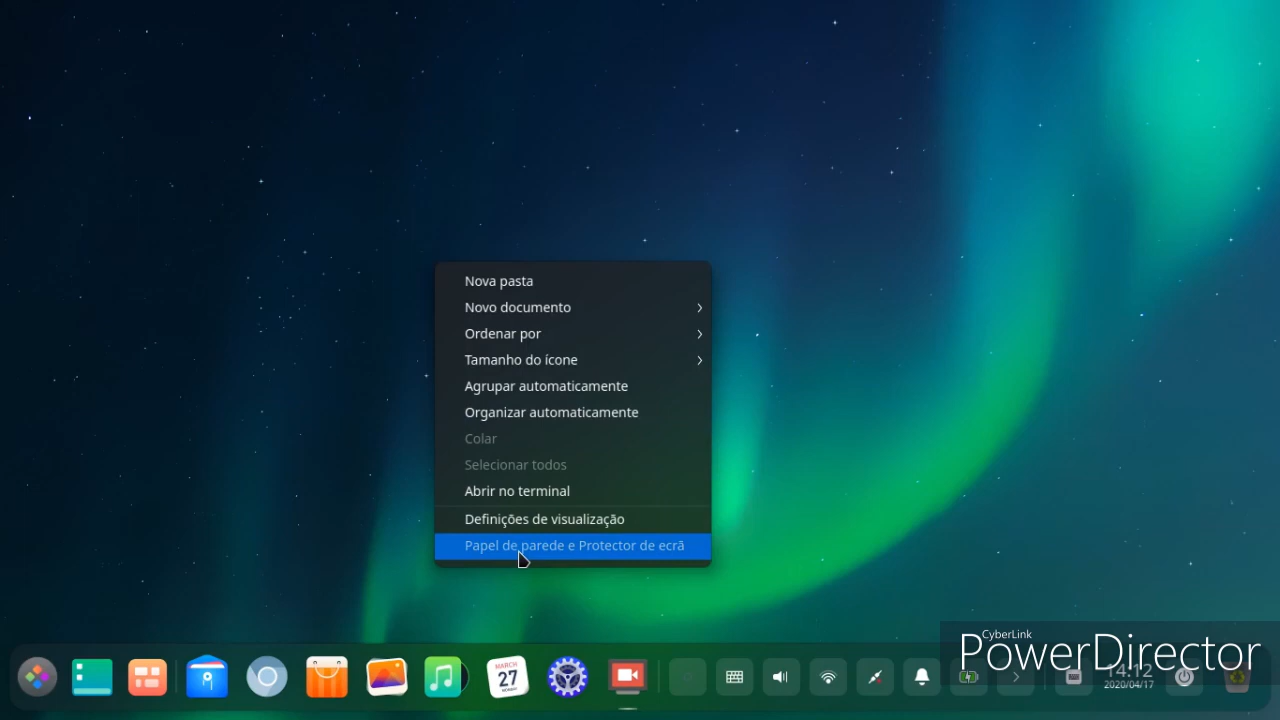 Nova pasta
Novo documento
Ordenar por
Tamanho do ícone
Agrupar automaticamente
Organizar automaticamente
Colar
Selecionar todos
Abrir no terminal
Definições de visualização
Papel de parede e Protector de ecrã
CyberLink
PowerDirector
MARCH
27
MONDAY
14:12
2020/04/17